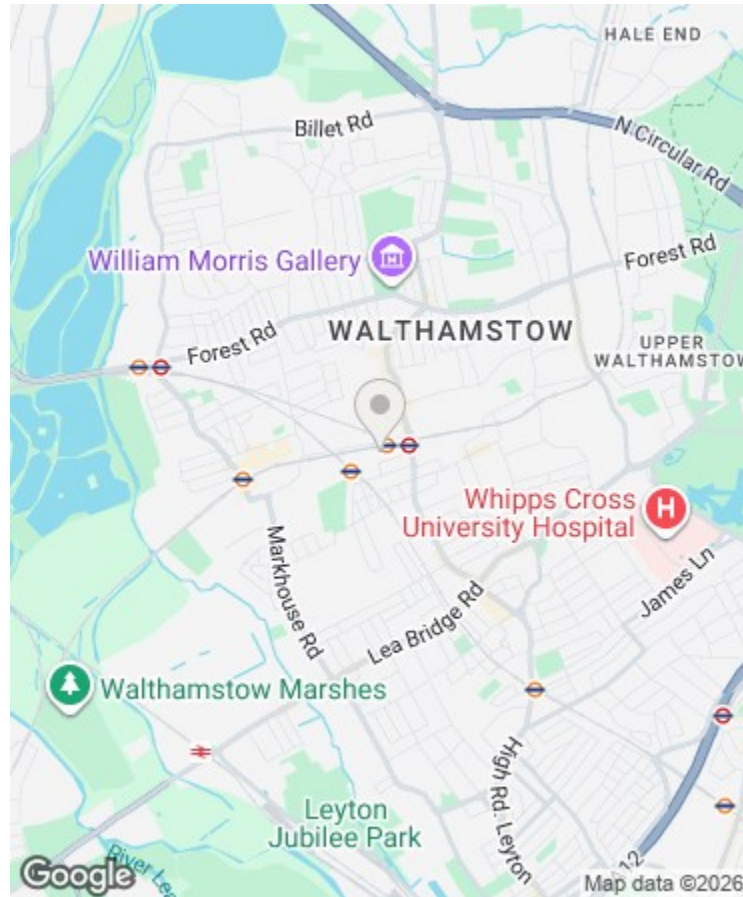 HALE END
Billet Rd
N Circular Rd
William Morris Gallery
Forest Rd
WALTHAMSTOW
Forest Rd
UPPER
WALTHAMSTOW
Whipps Cross
University Hospital
H
Markhouse Rd
James Ln
Lea Bridge Rd
Walthamstow Marshes
High Rd. Leyton
Leyton
Jubilee Park
River Lea
A12
Google
Map data ©2026